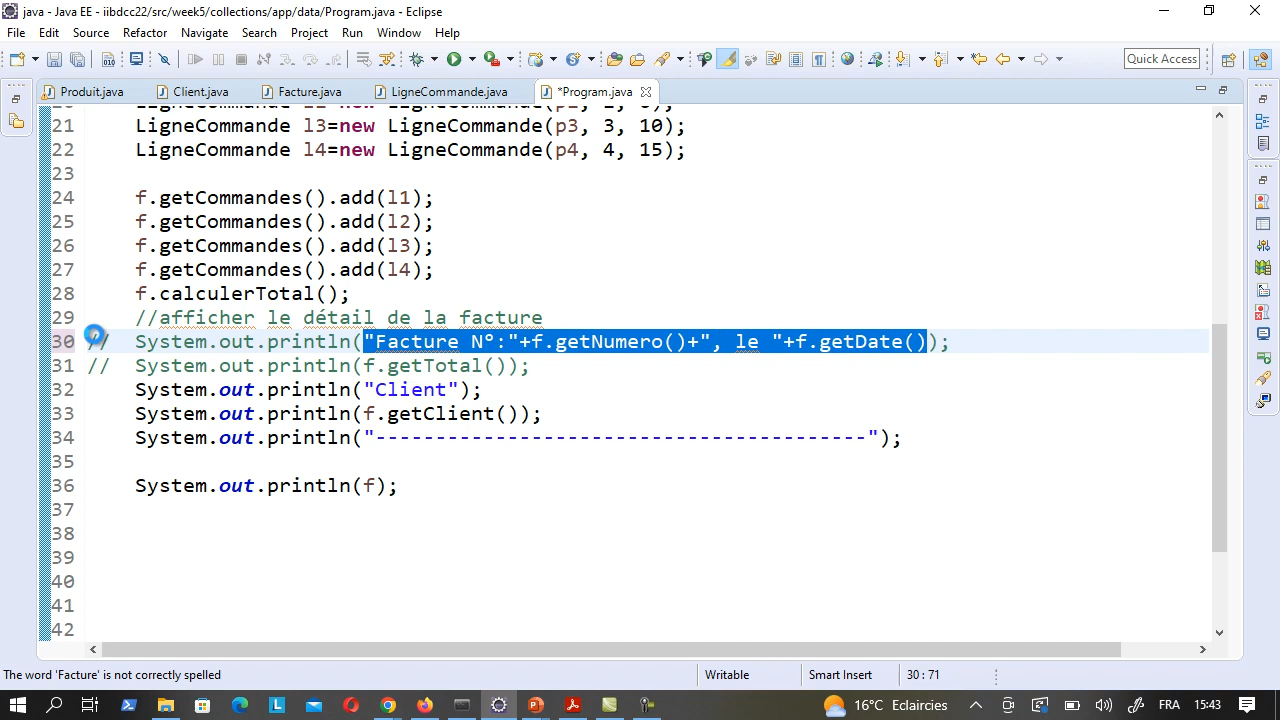 java - Java EE - iibdcc22/src/week5/collections/app/data/Program.java - Eclipse
File Edit Source Refactor Navigate Search Project Run Window Help
Quick Access
Produit.java Client.java Facture.java LigneCommande.java *Program.java
21 LigneCommande l3=new LigneCommande(p3, 3, 10);
22 LigneCommande l4=new LigneCommande(p4, 4, 15);
23
24 f.getCommandes().add(l1);
25 f.getCommandes().add(l2);
26 f.getCommandes().add(l3);
27 f.getCommandes().add(l4);
28 f.calculerTotal();
29 //afficher le détail de la facture
30 // System.out.println("Facture N°:"+f.getNumero()+", le "+f.getDate());
31 // System.out.println(f.getTotal());
32 System.out.println("Client");
33 System.out.println(f.getClient());
34 System.out.println("-----------------------------------------");
35
36 System.out.println(f);
37
38
39
40
41
42
The word 'Facture' is not correctly spelled Writable Smart Insert 30 : 71
16°C Eclaircies FRA 15:43